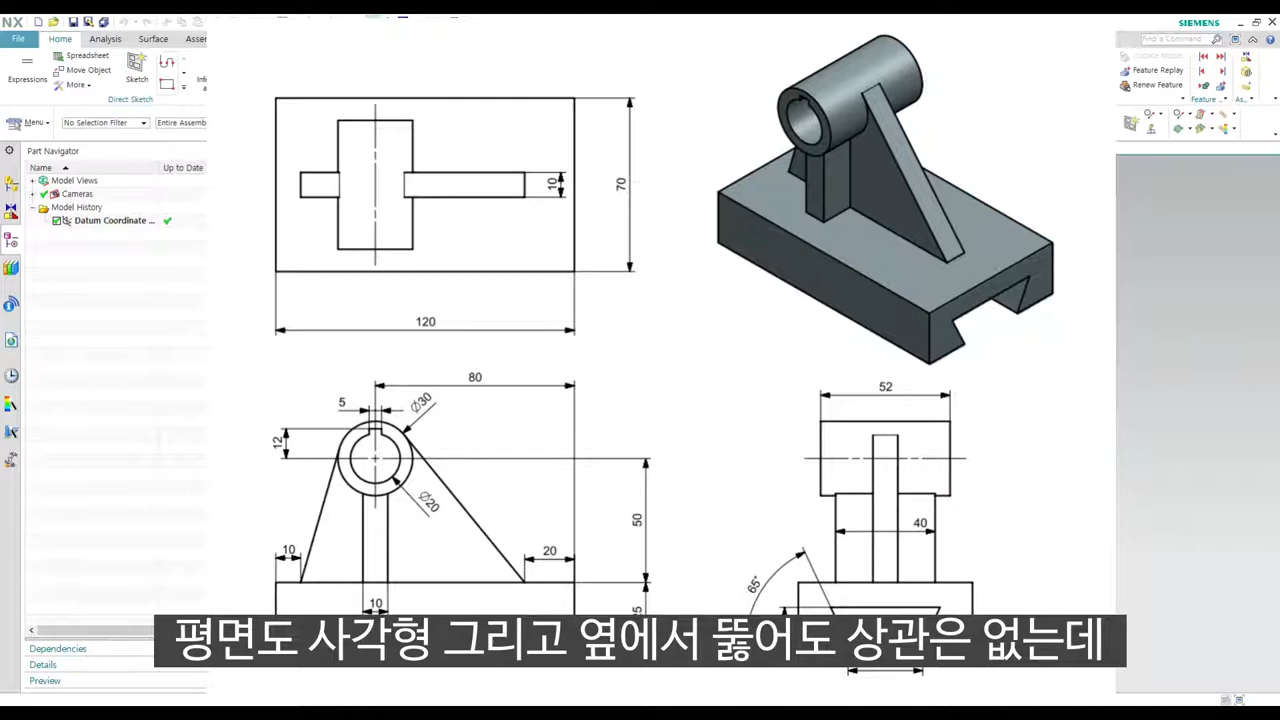 NX
SIEMENS
File
Home
Analysis
Surface
Assem
Find a Command
Expressions
Spreadsheet
Move Object
More
Sketch
Direct Sketch
Update Model
Feature Replay
Renew Feature
Feature
As...
Menu
No Selection Filter
Entire Assemb
Part Navigator
Name
Up to Date
Model Views
Cameras
Model History
Datum Coordinate ...
Dependencies
Details
Preview
10
70
120
80
5
Ø30
12
Ø20
50
10
20
10
52
40
65°
평면도 사각형 그리고 옆에서 뚫어도 상관은 없는데